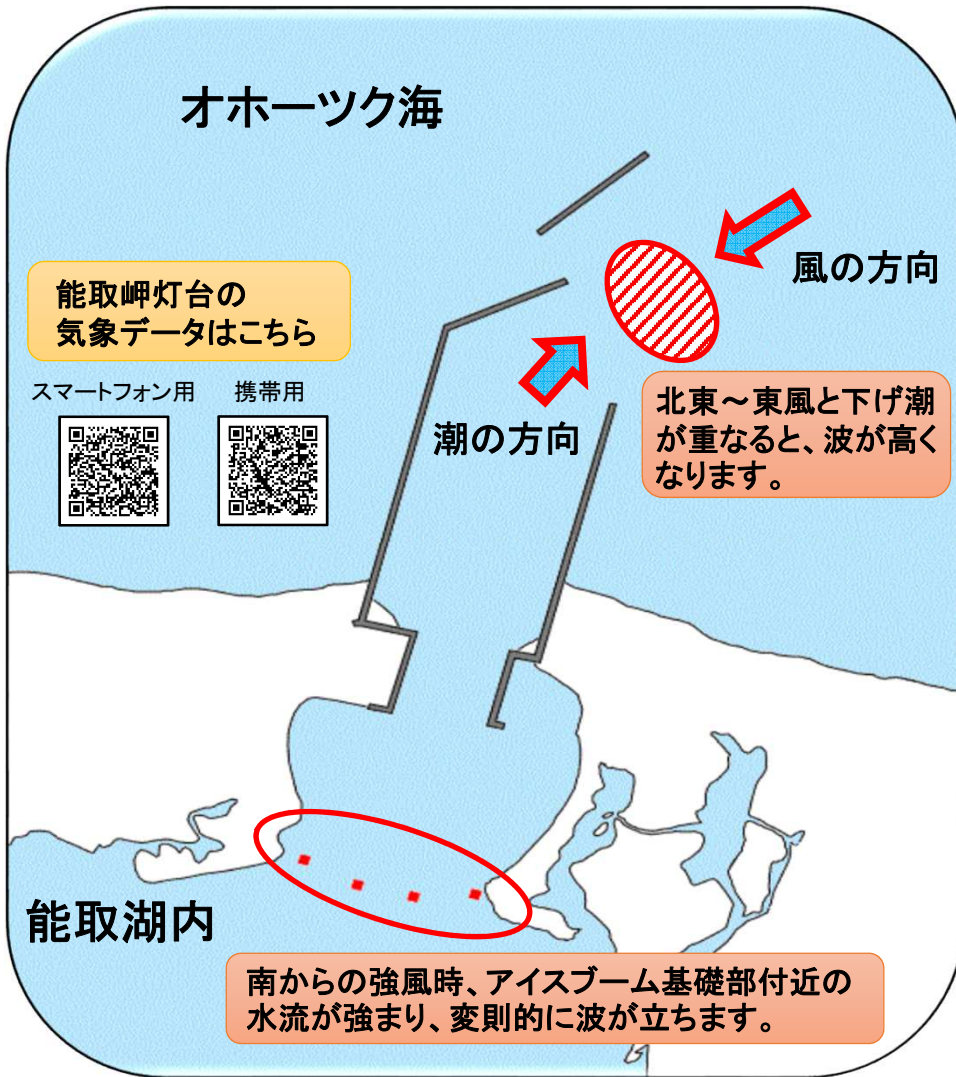 オホーツク海
風の方向
能取岬灯台の
気象データはこちら
スマートフォン用
携帯用
潮の方向
北東～東風と下げ潮
が重なると、波が高く
なります。
能取湖内
南からの強風時、アイスブーム基礎部付近の
水流が強まり、変則的に波が立ちます。